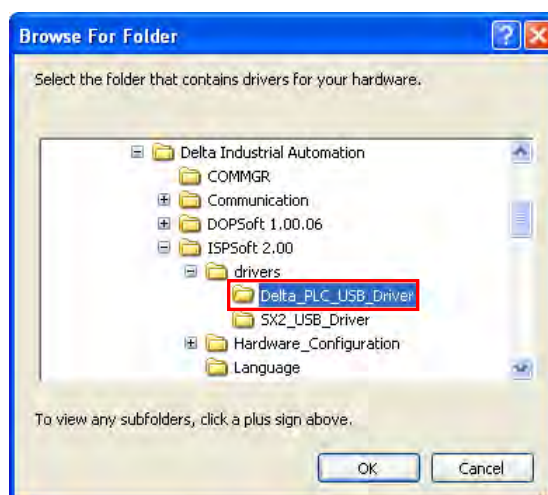 Browse For Folder
Select the folder that contains drivers for your hardware.
Delta Industrial Automation
COMMGR
Communication
DOPSoft 1.00.06
ISPSoft 2.00
drivers
Delta_PLC_USB_Driver
SX2_USB_Driver
Hardware_Configuration
Language
To view any subfolders, click a plus sign above.
OK Cancel